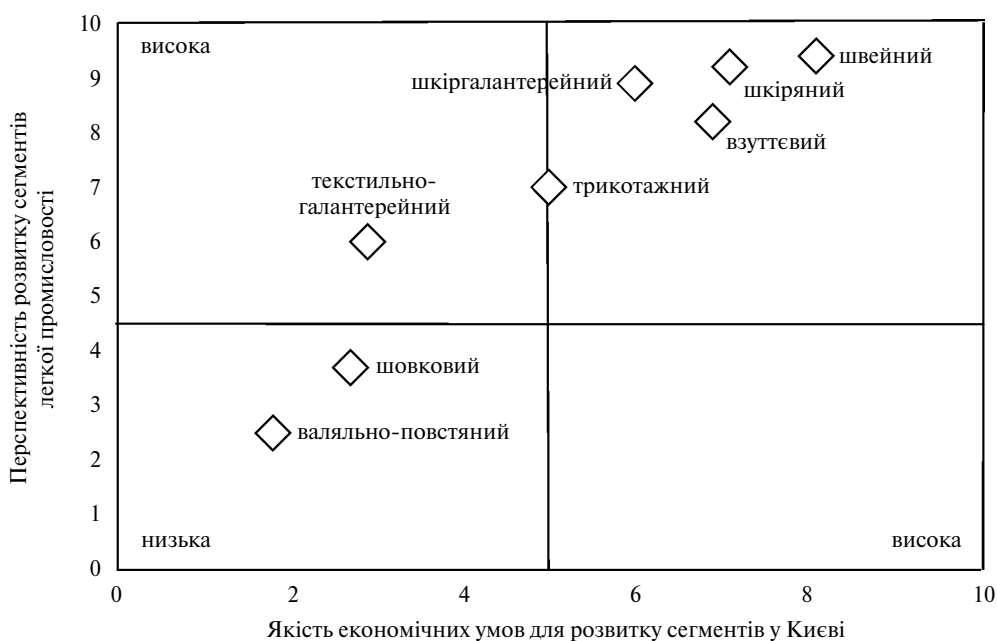 Перспективність розвитку сегментів
легкої промисловості
10
9
8
7
6
5
4
3
2
1
0
висока
швейний
шкіргалантерейний
шкіряний
взуттєвий
текстильно-
галантерейний
трикотажний
шовковий
валяльно-повстяний
низька
висока
0 2 4 6 8 10
Якість економічних умов для розвитку сегментів у Києві